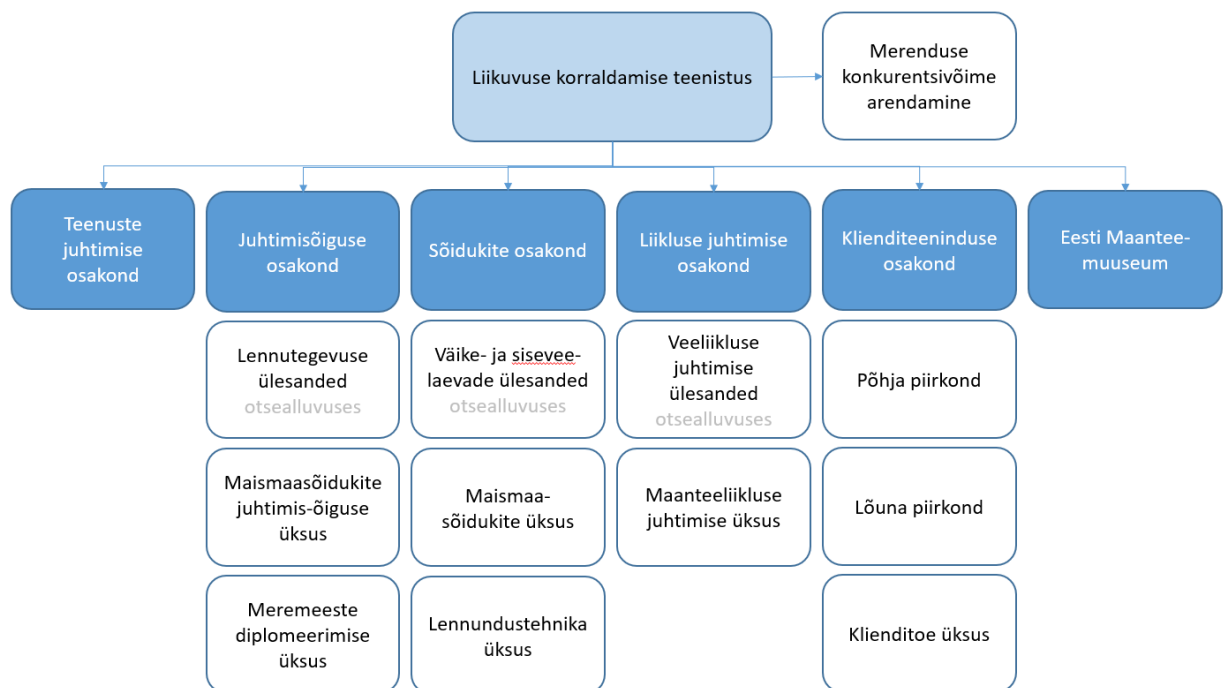 Liikuvuse korraldamise teenistus
Merenduse
konkurentsivõime
arendamine
Teenuste
juhtimise
osakond
Juhtimisõiguse
osakond
Sõidukite osakond
Liikluse juhtimise
osakond
Klienditeeninduse
osakond
Eesti Maantee-
muuseum
Lennutegevuse
ülesanded
otsealluvuses
Väike- ja sisevee-
laevade ülesanded
otsealluvuses
Veeliikluse
juhtimise
ülesanded
otsealluvuses
Põhja piirkond
Maismaasõidukite
juhtimis-õiguse
üksus
Maismaa-
sõidukite üksus
Maanteeliikluse
juhtimise üksus
Lõuna piirkond
Meremeeste
diplomeerimise
üksus
Lennundustehnika
üksus
Klienditoe üksus